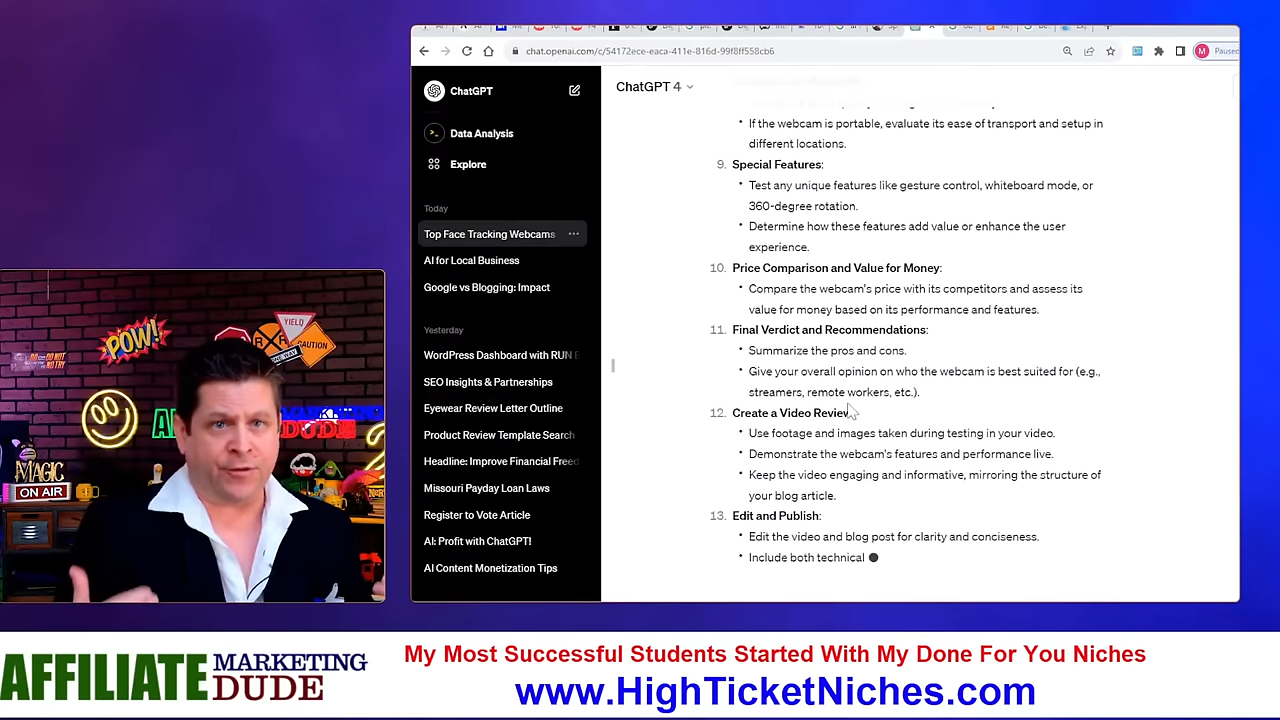 chat.openai.com/c/54172ece-eaca-411e-816d-99f8ff558cb6
Paused
ChatGPT
Data Analysis
Explore
Today
Top Face Tracking Webcams
AI for Local Business
Google vs Blogging: Impact
Yesterday
WordPress Dashboard with RUN
SEO Insights & Partnerships
Eyewear Review Letter Outline
Product Review Template Search
Headline: Improve Financial Freed
Missouri Payday Loan Laws
Register to Vote Article
AI: Profit with ChatGPT!
AI Content Monetization Tips
ChatGPT 4
• If the webcam is portable, evaluate its ease of transport and setup in
different locations.
9. Special Features:
• Test any unique features like gesture control, whiteboard mode, or
360-degree rotation.
• Determine how these features add value or enhance the user
experience.
10. Price Comparison and Value for Money:
• Compare the webcam's price with its competitors and assess its
value for money based on its performance and features.
11. Final Verdict and Recommendations:
• Summarize the pros and cons.
• Give your overall opinion on who the webcam is best suited for (e.g.,
streamers, remote workers, etc.).
12. Create a Video Review
• Use footage and images taken during testing in your video.
• Demonstrate the webcam's features and performance live.
• Keep the video engaging and informative, mirroring the structure of
your blog article.
13. Edit and Publish:
• Edit the video and blog post for clarity and conciseness.
• Include both technical
POW!
YIELD
MAGIC
ON AIR
DUDE
AFFILIATE MARKETING DUDE
My Most Successful Students Started With My Done For You Niches
www.HighTicketNiches.com